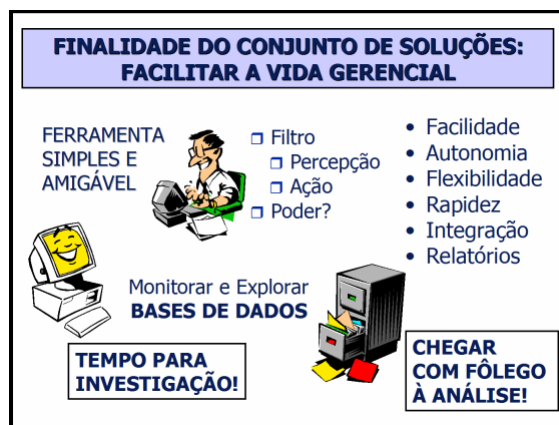 FINALIDADE DO CONJUNTO DE SOLUÇÕES:
FACILITAR A VIDA GERENCIAL
FERRAMENTA
SIMPLES E
AMIGÁVEL
❒ Filtro
❒ Percepção
❒ Ação
❒ Poder?
• Facilidade
• Autonomia
• Flexibilidade
• Rapidez
• Integração
• Relatórios
Monitorar e Explorar
BASES DE DADOS
TEMPO PARA
INVESTIGAÇÃO!
CHEGAR
COM FÔLEGO
À ANÁLISE!